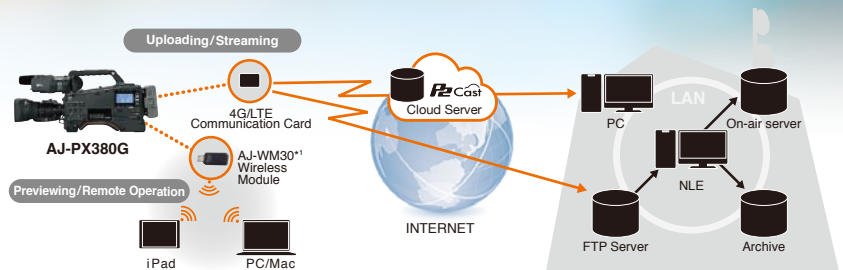 Uploading/Streaming
AJ-PX380G
4G/LTE
Communication Card
AJ-WM30*1
Wireless
Module
Previewing/Remote Operation
iPad
PC/Mac
P2 Cast
Cloud Server
INTERNET
LAN
PC
On-air server
NLE
FTP Server
Archive